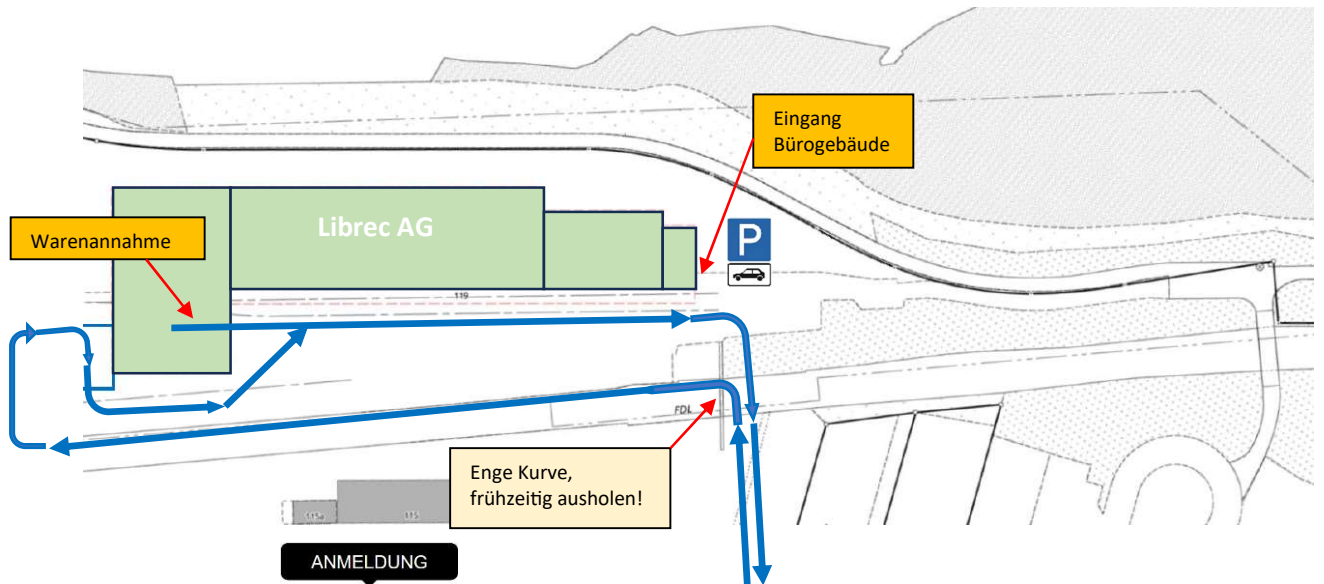 Eingang
Bürogebäude
Librec AG
Warenannahme
P
119
FDL
Enge Kurve,
frühzeitig ausholen!
115a
115
ANMELDUNG